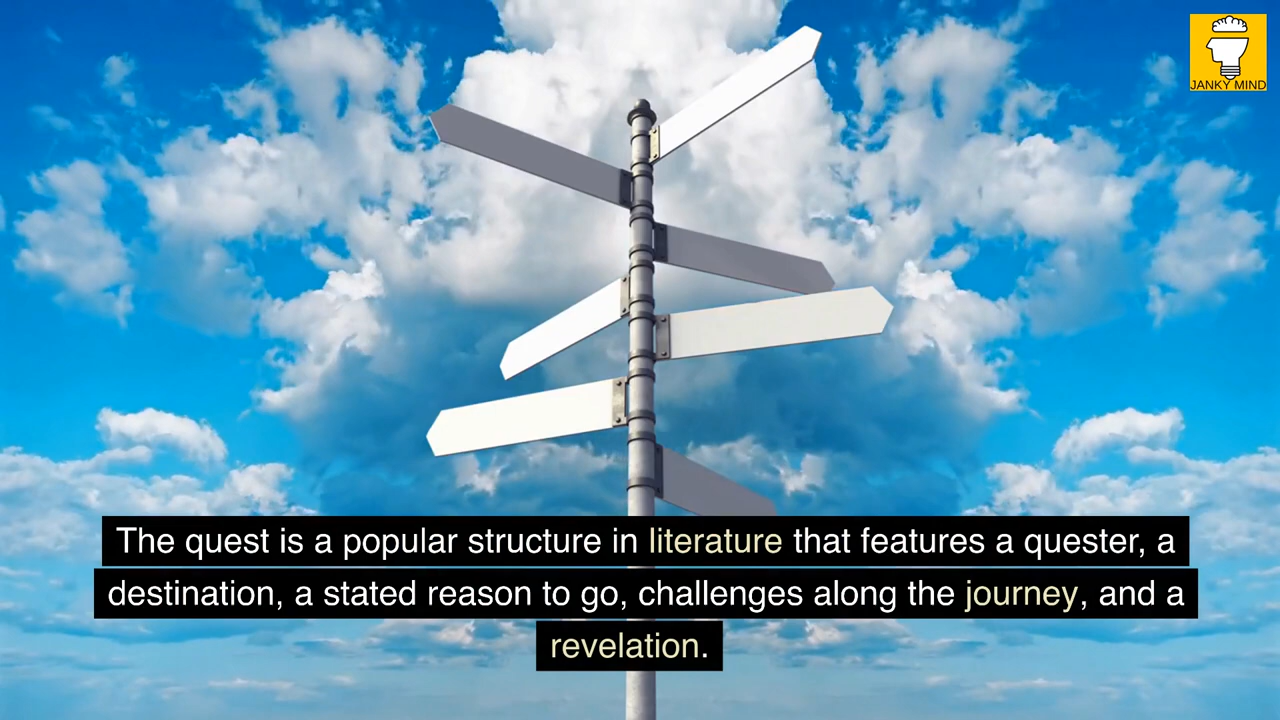 JANKY MIND
The quest is a popular structure in literature that features a quester, a
destination, a stated reason to go, challenges along the journey, and a
revelation.